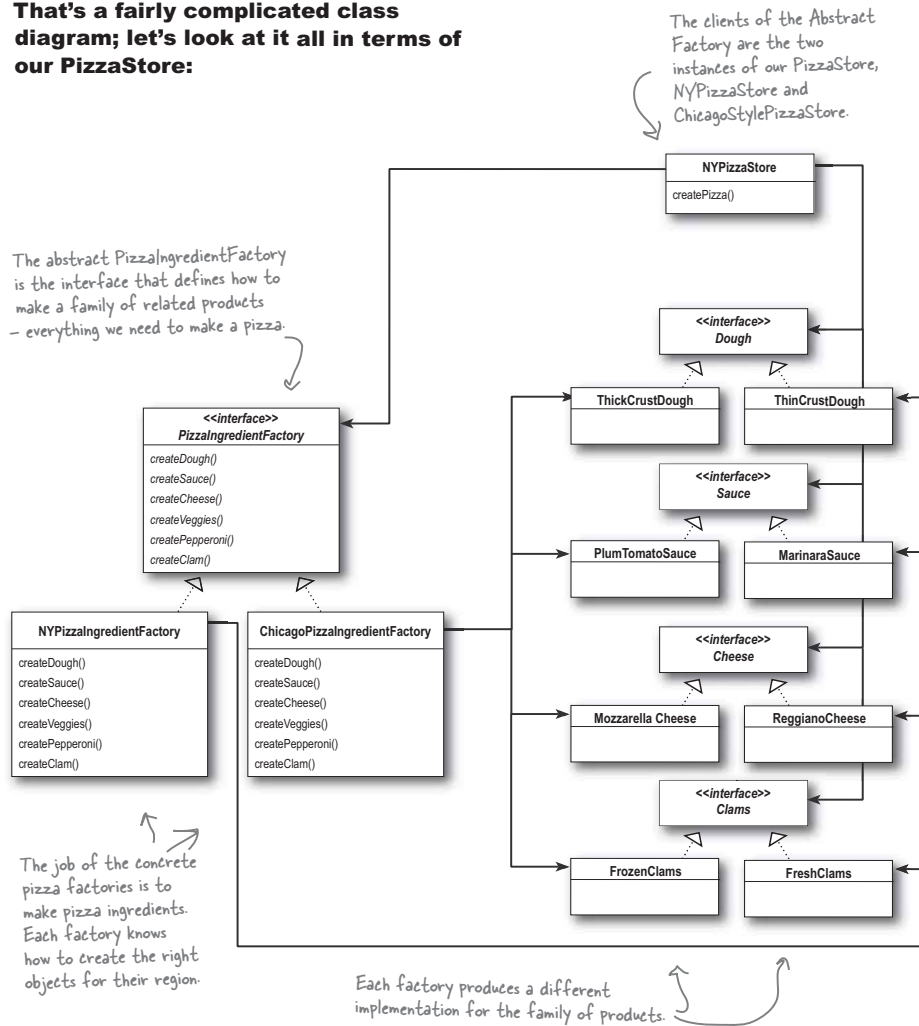 That's a fairly complicated class
diagram; let's look at it all in terms of
our PizzaStore:
The clients of the Abstract
Factory are the two
instances of our PizzaStore,
NYPizzaStore and
ChicagoStylePizzaStore.
NYPizzaStore
createPizza()
The abstract PizzaIngredientFactory
is the interface that defines how to
make a family of related products
– everything we need to make a pizza.
<<interface>>
Dough
ThickCrustDough
ThinCrustDough
<<interface>>
PizzaIngredientFactory
createDough()
createSauce()
createCheese()
createVeggies()
createPepperoni()
createClam()
<<interface>>
Sauce
PlumTomatoSauce
MarinaraSauce
NYPizzaIngredientFactory
createDough()
createSauce()
createCheese()
createVeggies()
createPepperoni()
createClam()
ChicagoPizzaIngredientFactory
createDough()
createSauce()
createCheese()
createVeggies()
createPepperoni()
createClam()
<<interface>>
Cheese
Mozzarella Cheese
ReggianoCheese
<<interface>>
Clams
FrozenClams
FreshClams
The job of the concrete
pizza factories is to
make pizza ingredients.
Each factory knows
how to create the right
objects for their region.
Each factory produces a different
implementation for the family of products.